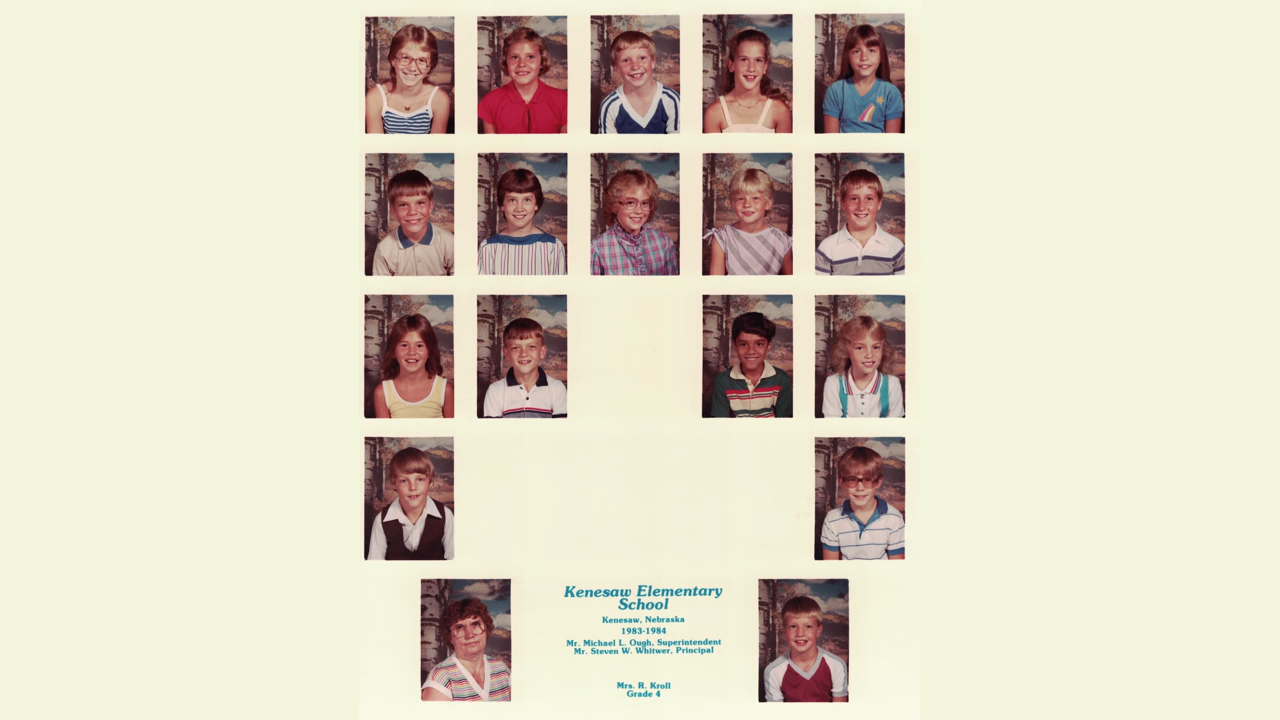 Kenesaw Elementary
School
Kenesaw, Nebraska
1983-1984
Mr. Michael L. Ough, Superintendent
Mr. Steven W. Whitwer, Principal
Mrs. R. Kroll
Grade 4